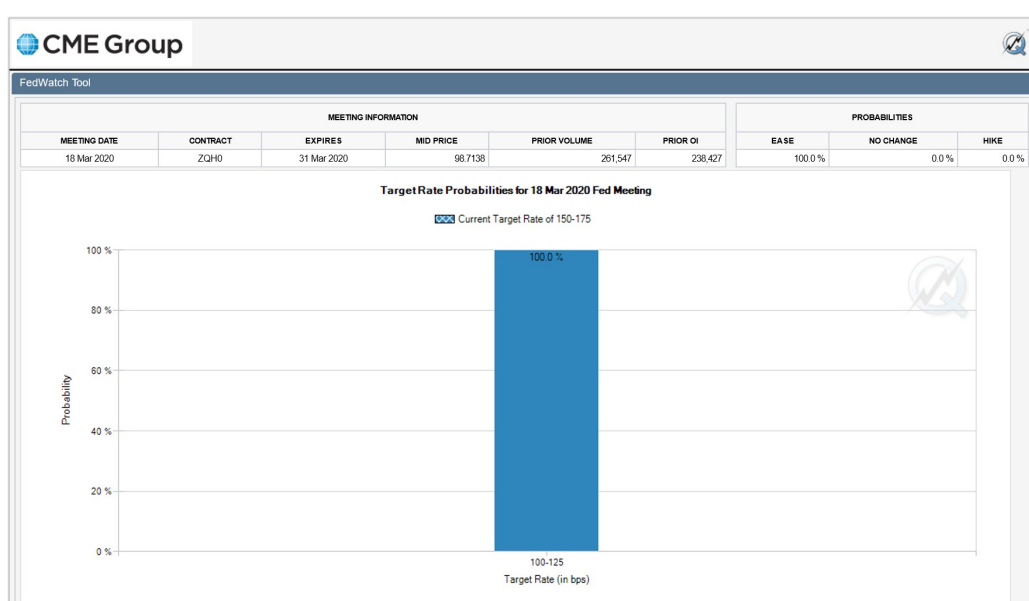 CME Group
FedWatch Tool
MEETING INFORMATION
PROBABILITIES
MEETING DATE CONTRACT EXPIRES MID PRICE PRIOR VOLUME PRIOR OI EASE NO CHANGE HIKE
18 Mar 2020 ZQH0 31 Mar 2020 98.7138 261,547 238,427 100.0 % 0.0 % 0.0 %
Target Rate Probabilities for 18 Mar 2020 Fed Meeting
Current Target Rate of 150-175
100 %
100.0 %
80 %
60 %
Probability
40 %
20 %
0 %
100-125
Target Rate (in bps)